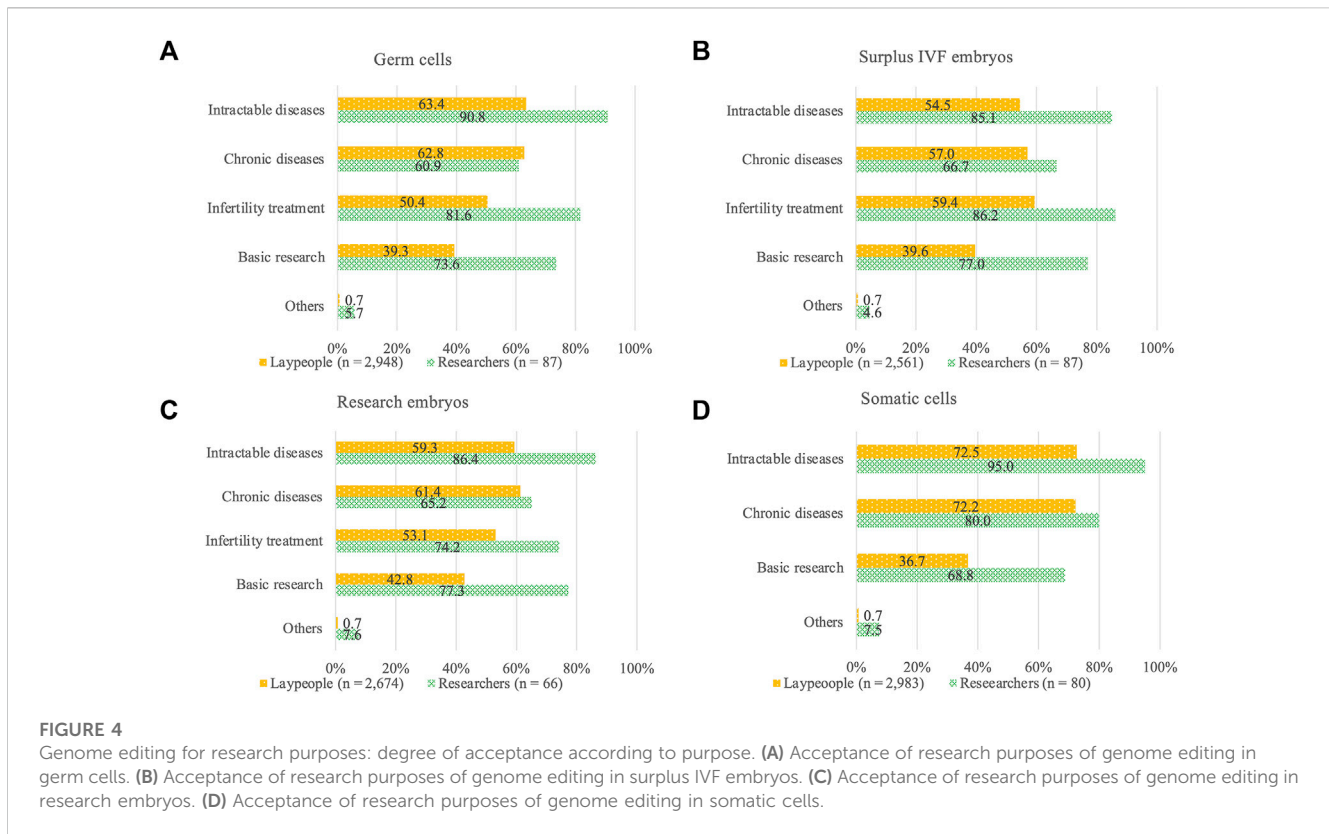 A
Germ cells
Intractable diseases
63.4
90.8
Chronic diseases
62.8
60.9
Infertility treatment
50.4
81.6
Basic research
39.3
73.6
Others
0.7
5.7
0% 20% 40% 60% 80% 100%
Laypeople (n = 2,948) Researchers (n = 87)
B
Surplus IVF embryos
Intractable diseases
54.5
85.1
Chronic diseases
57.0
66.7
Infertility treatment
59.4
86.2
Basic research
39.6
77.0
Others
0.7
4.6
0% 20% 40% 60% 80% 100%
Laypeople (n = 2,561) Researchers (n = 87)
C
Research embryos
Intractable diseases
59.3
86.4
Chronic diseases
61.4
65.2
Infertility treatment
53.1
74.2
Basic research
42.8
77.3
Others
0.7
7.6
0% 20% 40% 60% 80% 100%
Laypeople (n = 2,674) Researchers (n = 66)
D
Somatic cells
Intractable diseases
72.5
95.0
Chronic diseases
72.2
80.0
Basic research
36.7
68.8
Others
0.7
7.5
0% 20% 40% 60% 80% 100%
Laypeoople (n = 2,983) Reseearchers (n = 80)
FIGURE 4
Genome editing for research purposes: degree of acceptance according to purpose. (A) Acceptance of research purposes of genome editing in
germ cells. (B) Acceptance of research purposes of genome editing in surplus IVF embryos. (C) Acceptance of research purposes of genome editing in
research embryos. (D) Acceptance of research purposes of genome editing in somatic cells.